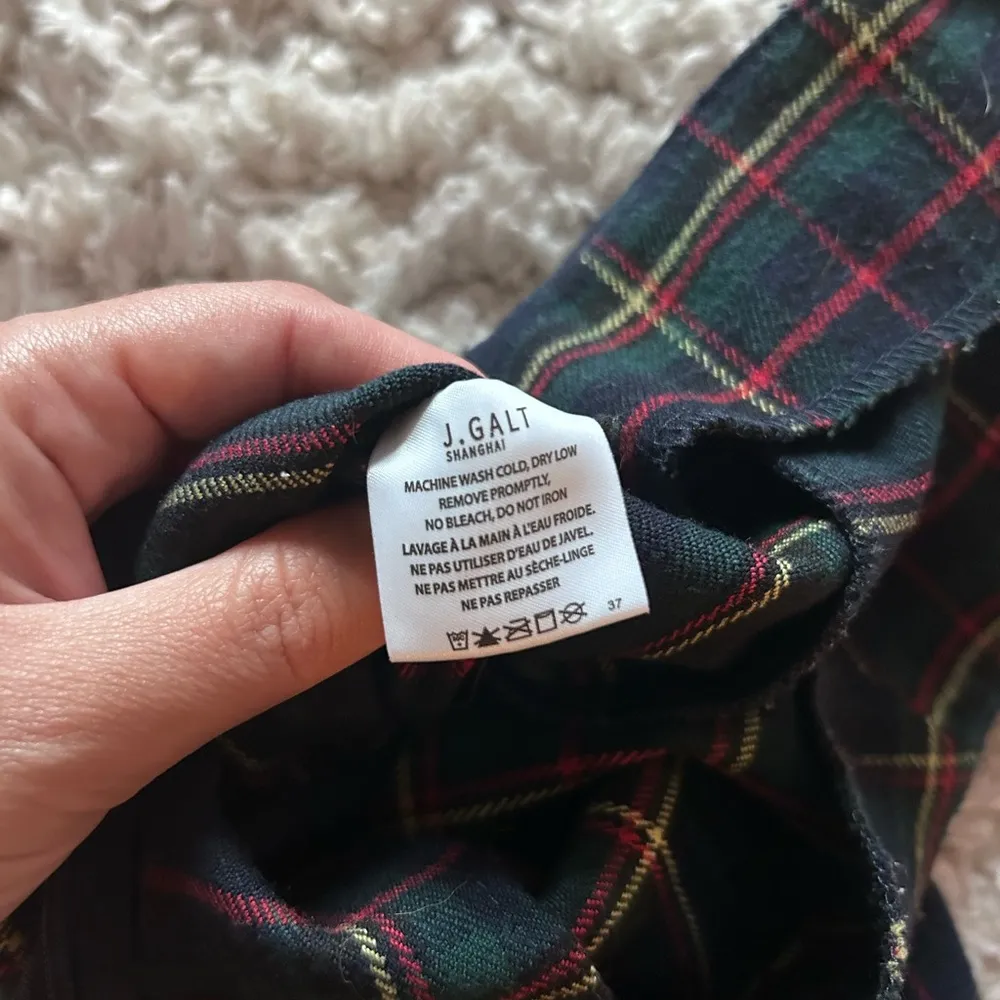 J.GALT
SHANGHAI
MACHINE WASH COLD, DRY LOW
REMOVE PROMPTLY,
NO BLEACH, DO NOT IRON
LAVAGE À LA MAIN À L'EAU FROIDE.
NE PAS UTILISER D'EAU DE JAVEL.
NE PAS METTRE AU SÈCHE-LINGE
NE PAS REPASSER
37